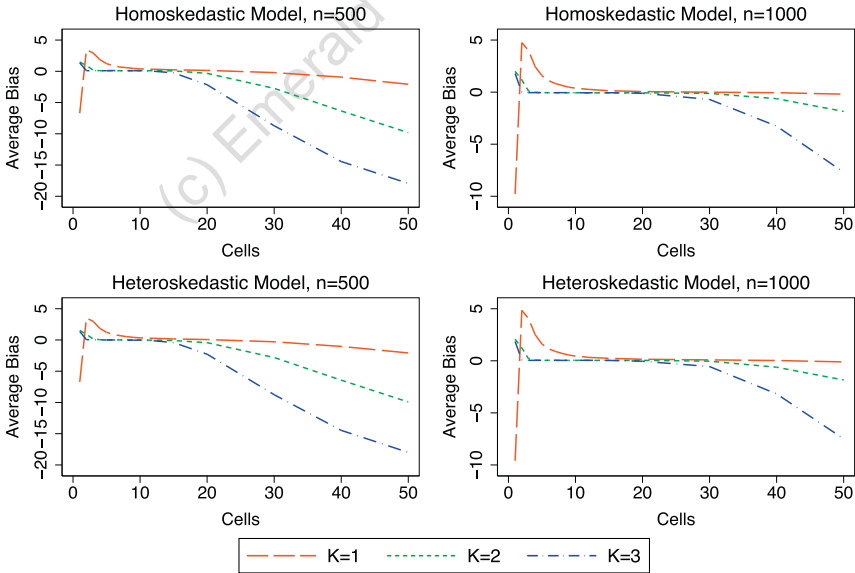 Homoskedastic Model, n=500
Average Bias
5
0
−5
−10
−15
−20
0 10 20 30 40 50
Cells
Homoskedastic Model, n=1000
Average Bias
5
0
−5
−10
0 10 20 30 40 50
Cells
Heteroskedastic Model, n=500
Average Bias
5
0
−5
−10
−15
−20
0 10 20 30 40 50
Cells
Heteroskedastic Model, n=1000
Average Bias
5
0
−5
−10
0 10 20 30 40 50
Cells
K=1 K=2 K=3
(c) Emerald